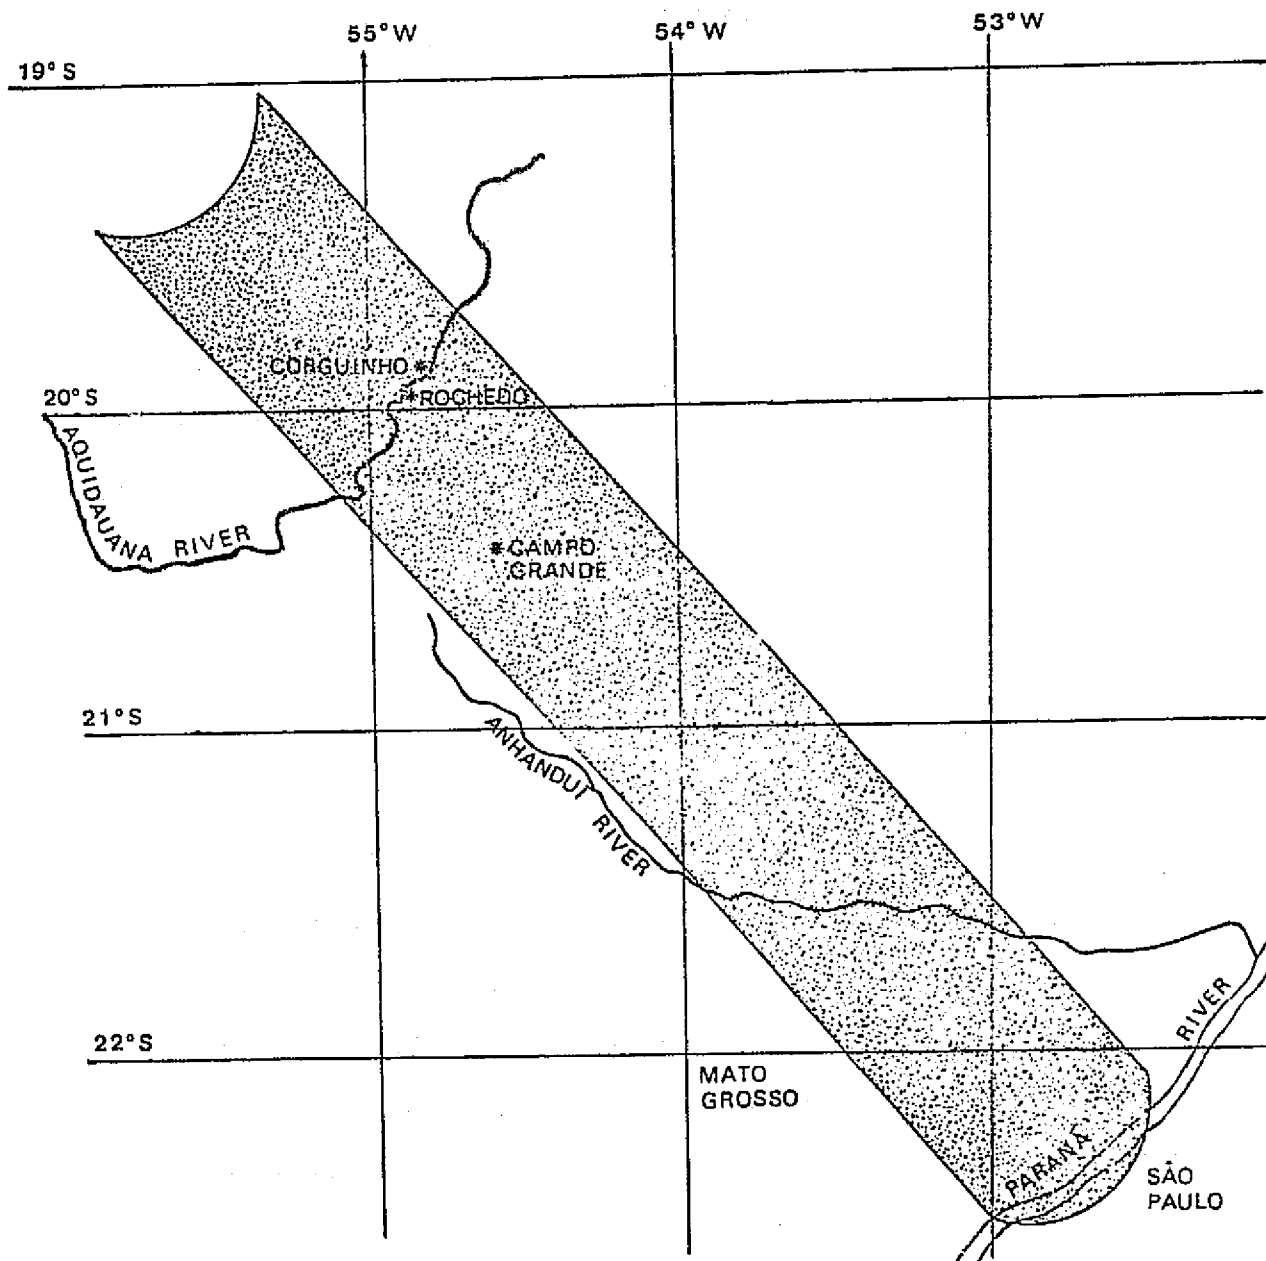 55°W
54°W
53°W
19°S
CORGUINHO
ROCHEDO
20°S
AQUIDAUANA RIVER
CAMPO
GRANDE
21°S
ANHANDUI
RIVER
22°S
MATO
GROSSO
RIVER
PARANÁ
SÃO
PAULO